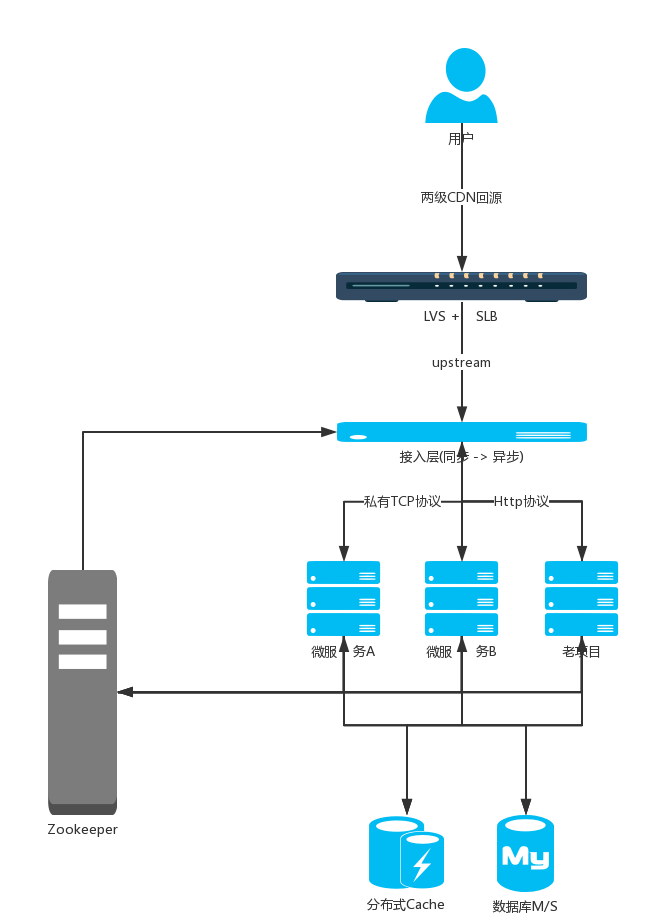 用户
两级CDN回源
LVS + SLB
upstream
接入层(同步 -> 异步)
私有TCP协议
Http协议
微服务A
微服务B
老项目
Zookeeper
My
分布式Cache
数据库M/S